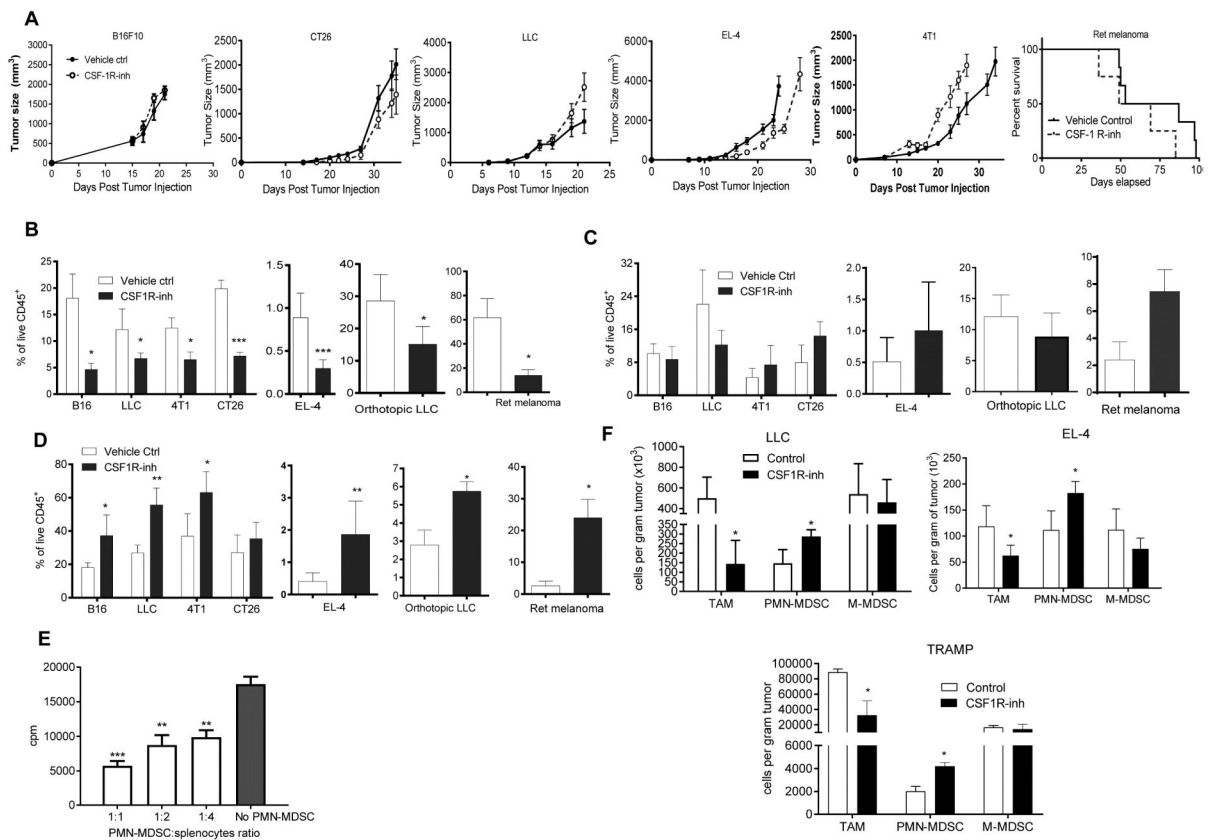 A
B16F10
Tumor size (mm3)
3000
2500
2000
1500
1000
500
0
Vehicle ctrl
CSF-1R-inh
0 5 10 15 20 25 30
Days Post Tumor Injection
CT26
Tumor Size (mm3)
2500
2000
1500
1000
500
0
0 10 20 30
Days Post Tumor Injection
LLC
Tumor Size (mm3)
4000
3000
2000
1000
0
0 5 10 15 20 25
Days Post Tumor Injection
EL-4
Tumor Size (mm3)
6000
4000
2000
0
0 10 20 30
Days Post Tumor Injection
4T1
Tumor Size (mm3)
2500
2000
1500
1000
500
0
0 10 20 30
Days Post Tumor Injection
Ret melanoma
Percent survival
100
50
0
Vehicle Control
CSF-1 R-inh
0 25 50 75 100
Days elapsed
B
% of live CD45+
25
20
15
10
5
0
Vehicle ctrl
CSF1R-inh
* * * ***
B16 LLC 4T1 CT26
1.5
1.0
0.5
0.0
***
EL-4
30
20
10
0
*
Orthotopic LLC
100
80
60
40
20
0
*
Ret melanoma
C
% of live CD45+
32
28
24
20
16
12
8
4
0
Vehicle Ctrl
CSF1R-inh
B16 LLC 4T1 CT26
2.0
1.5
1.0
0.5
0.0
EL-4
20
15
10
5
0
Orthotopic LLC
10
8
6
4
2
0
Ret melanoma
D
% of live CD45+
80
60
40
20
0
Vehicle Ctrl
CSF1R-inh
* ** *
B16 LLC 4T1 CT26
4
3
2
1
0
**
EL-4
7
6
5
4
3
2
1
0
*
Orthotopic LLC
40
30
20
10
0
*
Ret melanoma
E
cpm
20000
15000
10000
5000
0
*** ** **
1:1 1:2 1:4 No PMN-MDSC
PMN-MDSC:splenocytes ratio
F
LLC
cells per gram tumor (x103)
1000
800
600
400
350
300
250
200
150
100
50
0
Control
CSF1R-inh
* *
TAM PMN-MDSC M-MDSC
EL-4
Cells per gram of tumor (103)
250
200
150
100
50
0
* *
TAM PMN-MDSC M-MDSC
TRAMP
cells per gram tumor
100000
80000
60000
40000
20000
6000
4000
2000
0
Control
CSF1R-inh
* *
TAM PMN-MDSC M-MDSC